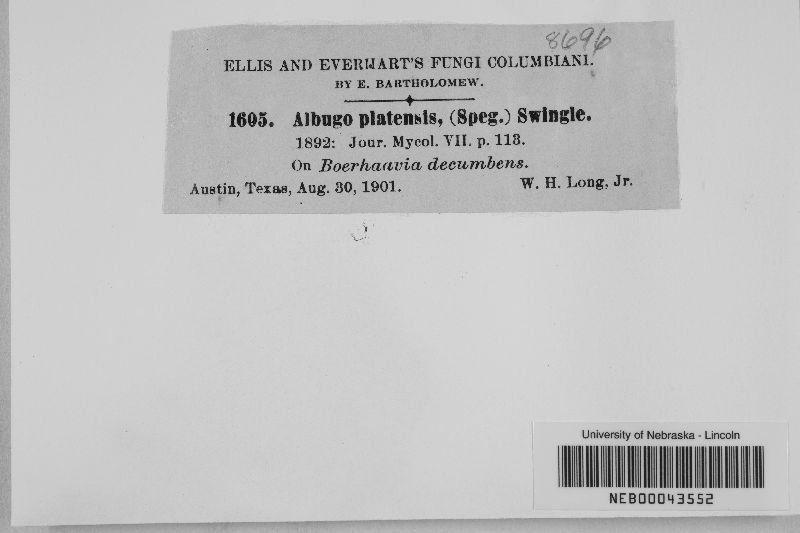 8696
ELLIS AND EVERHART'S FUNGI COLUMBIANI.
BY E. BARTHOLOMEW.
1605. Albugo platensis, (Speg.) Swingle.
1892: Jour. Mycol. VII. p. 113.
On Boerhaavia decumbens.
Austin, Texas, Aug. 30, 1901. W. H. Long, Jr.
University of Nebraska - Lincoln
NEB00043552